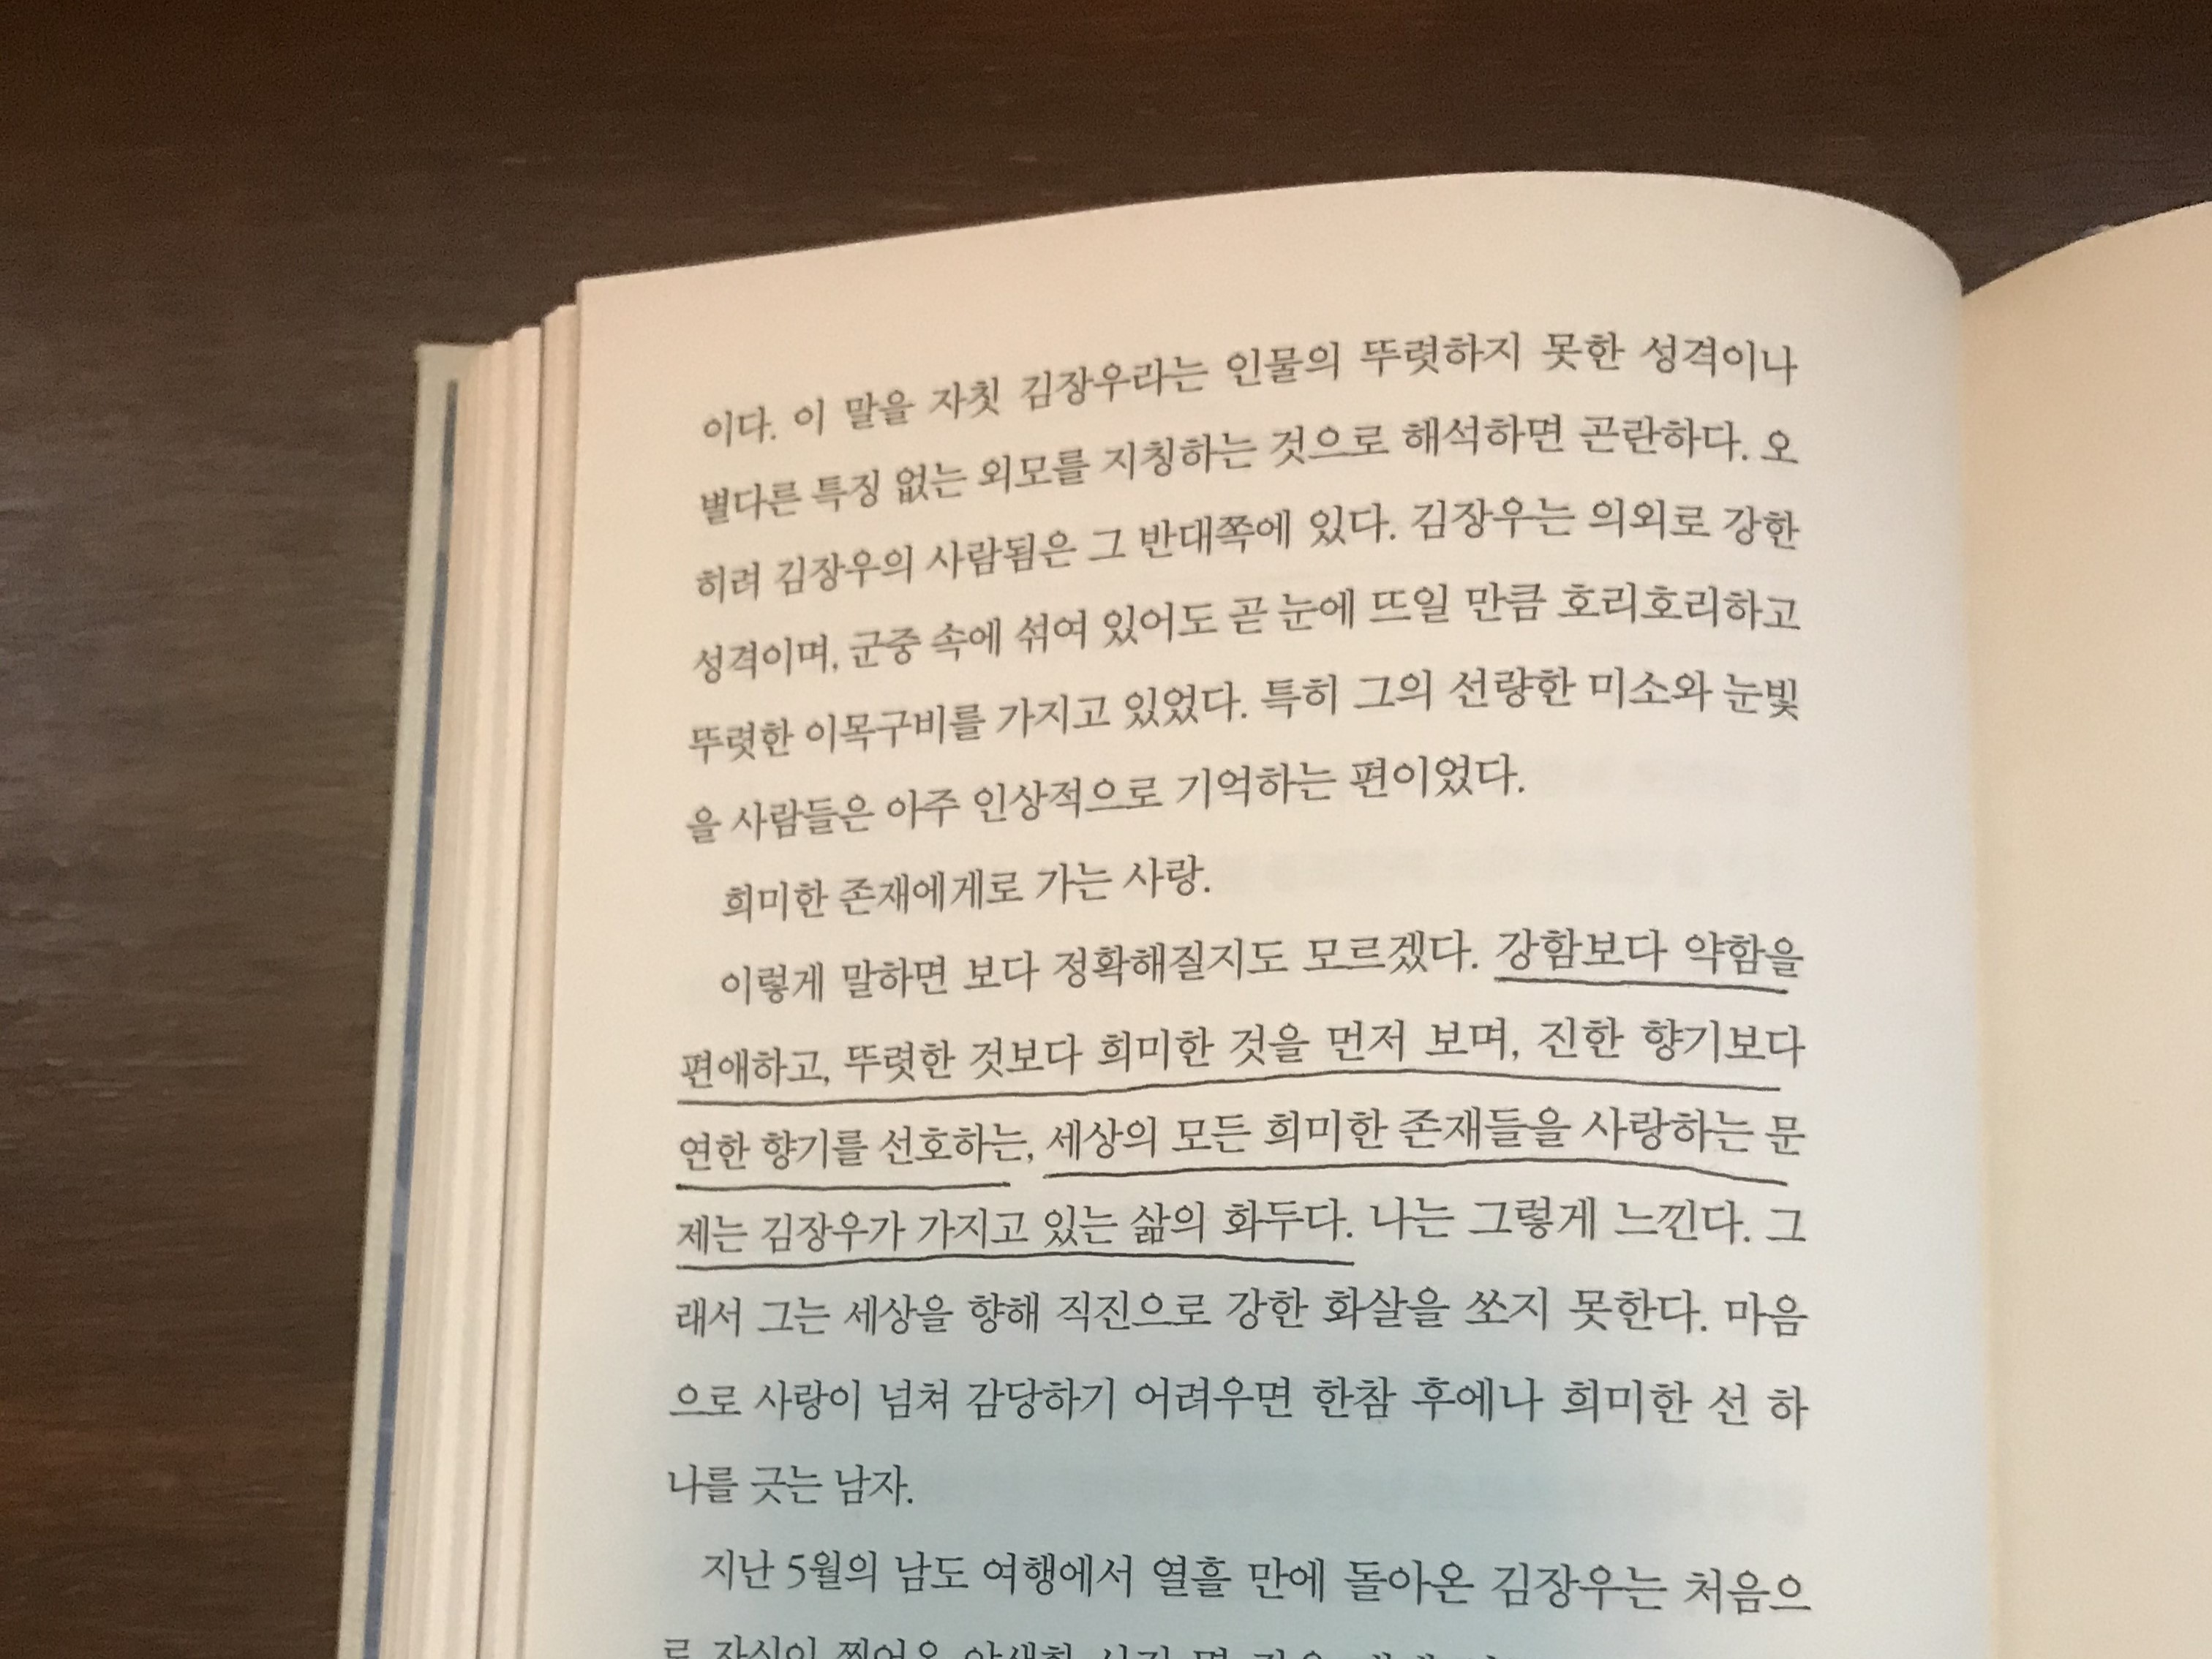 이다. 이 말을 자칫 김장우라는 인물의 뚜렷하지 못한 성격이나
별다른 특징 없는 외모를 지칭하는 것으로 해석하면 곤란하다. 오
히려 김장우의 사람됨은 그 반대쪽에 있다. 김장우는 의외로 강한
성격이며, 군중 속에 섞여 있어도 곧 눈에 뜨일 만큼 호리호리하고
뚜렷한 이목구비를 가지고 있었다. 특히 그의 선량한 미소와 눈빛
을 사람들은 아주 인상적으로 기억하는 편이었다.
희미한 존재에게로 가는 사랑.
이렇게 말하면 보다 정확해질지도 모르겠다. 강함보다 약함을
편애하고, 뚜렷한 것보다 희미한 것을 먼저 보며, 진한 향기보다
연한 향기를 선호하는, 세상의 모든 희미한 존재들을 사랑하는 문
제는 김장우가 가지고 있는 삶의 화두다. 나는 그렇게 느낀다. 그
래서 그는 세상을 향해 직진으로 강한 화살을 쏘지 못한다. 마음
으로 사랑이 넘쳐 감당하기 어려우면 한참 후에나 희미한 선 하
나를 긋는 남자.
지난 5월의 남도 여행에서 열흘 만에 돌아온 김장우는 처음으
로 자신이 찍어온